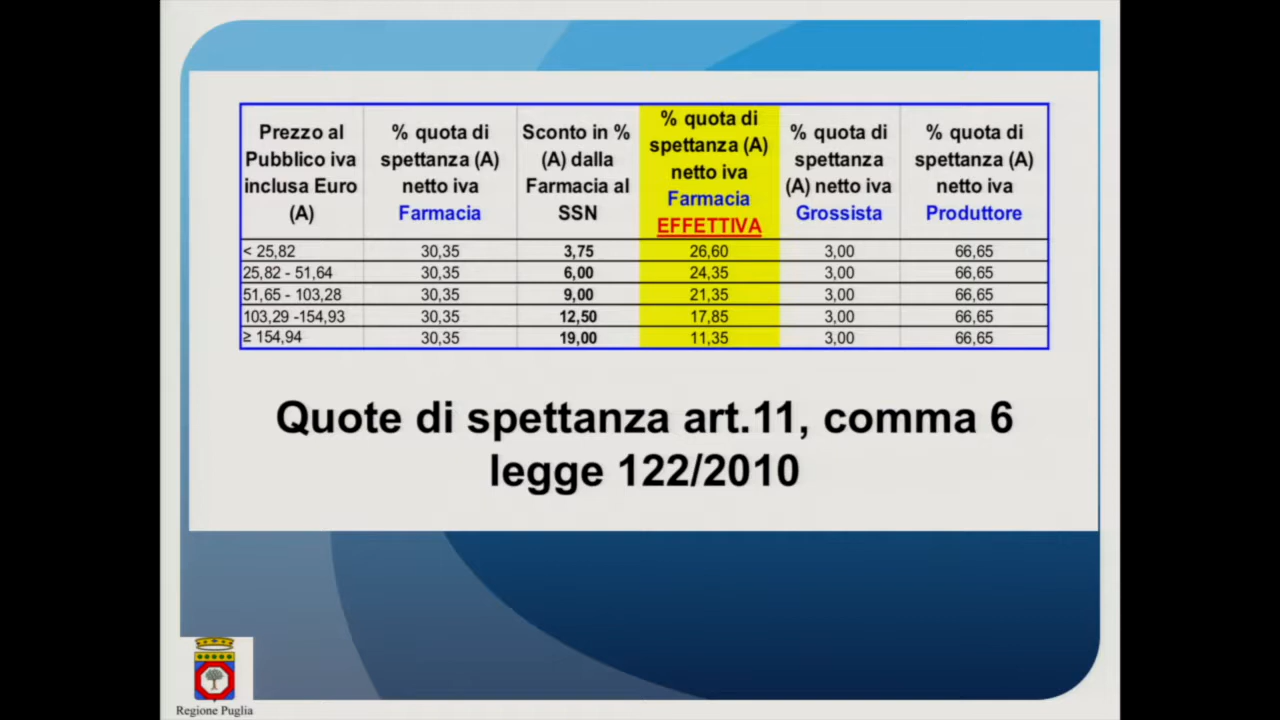 Prezzo al Pubblico iva inclusa Euro (A) % quota di spettanza (A) netto iva Farmacia Sconto in % (A) dalla Farmacia al SSN % quota di spettanza (A) netto iva Farmacia EFFETTIVA % quota di spettanza (A) netto iva Grossista % quota di spettanza (A) netto iva Produttore
< 25,82 30,35 3,75 26,60 3,00 66,65
25,82 - 51,64 30,35 6,00 24,35 3,00 66,65
51,65 - 103,28 30,35 9,00 21,35 3,00 66,65
103,29 -154,93 30,35 12,50 17,85 3,00 66,65
≥ 154,94 30,35 19,00 11,35 3,00 66,65
Quote di spettanza art.11, comma 6
legge 122/2010
Regione Puglia